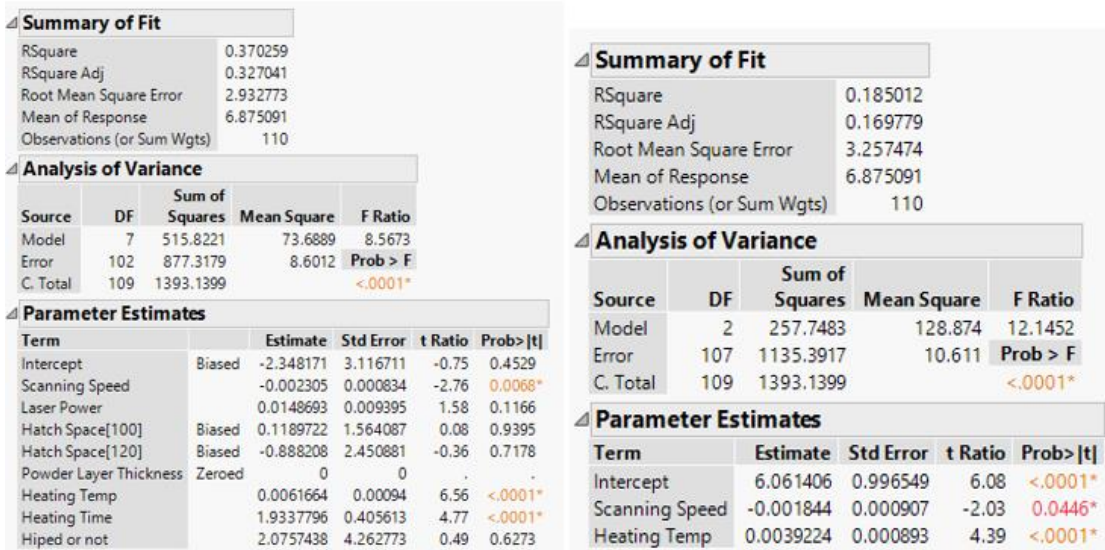 Summary of Fit
RSquare 0.370259
RSquare Adj 0.327041
Root Mean Square Error 2.932773
Mean of Response 6.875091
Observations (or Sum Wgts) 110
Analysis of Variance
Sum of
Source DF Squares Mean Square F Ratio
Model 7 515.8221 73.6889 8.5673
Error 102 877.3179 8.6012 Prob > F
C. Total 109 1393.1399 <.0001*
Parameter Estimates
Term Estimate Std Error t Ratio Prob>|t|
Intercept Biased -2.348171 3.116711 -0.75 0.4529
Scanning Speed -0.002305 0.000834 -2.76 0.0068*
Laser Power 0.0148693 0.009395 1.58 0.1166
Hatch Space[100] Biased 0.1189722 1.564087 0.08 0.9395
Hatch Space[120] Biased -0.888208 2.450881 -0.36 0.7178
Powder Layer Thickness Zeroed 0 0 . .
Heating Temp 0.0061664 0.00094 6.56 <.0001*
Heating Time 1.9337796 0.405613 4.77 <.0001*
Hiped or not 2.0757438 4.262773 0.49 0.6273
Summary of Fit
RSquare 0.185012
RSquare Adj 0.169779
Root Mean Square Error 3.257474
Mean of Response 6.875091
Observations (or Sum Wgts) 110
Analysis of Variance
Sum of
Source DF Squares Mean Square F Ratio
Model 2 257.7483 128.874 12.1452
Error 107 1135.3917 10.611 Prob > F
C. Total 109 1393.1399 <.0001*
Parameter Estimates
Term Estimate Std Error t Ratio Prob>|t|
Intercept 6.061406 0.996549 6.08 <.0001*
Scanning Speed -0.001844 0.000907 -2.03 0.0446*
Heating Temp 0.0039224 0.000893 4.39 <.0001*